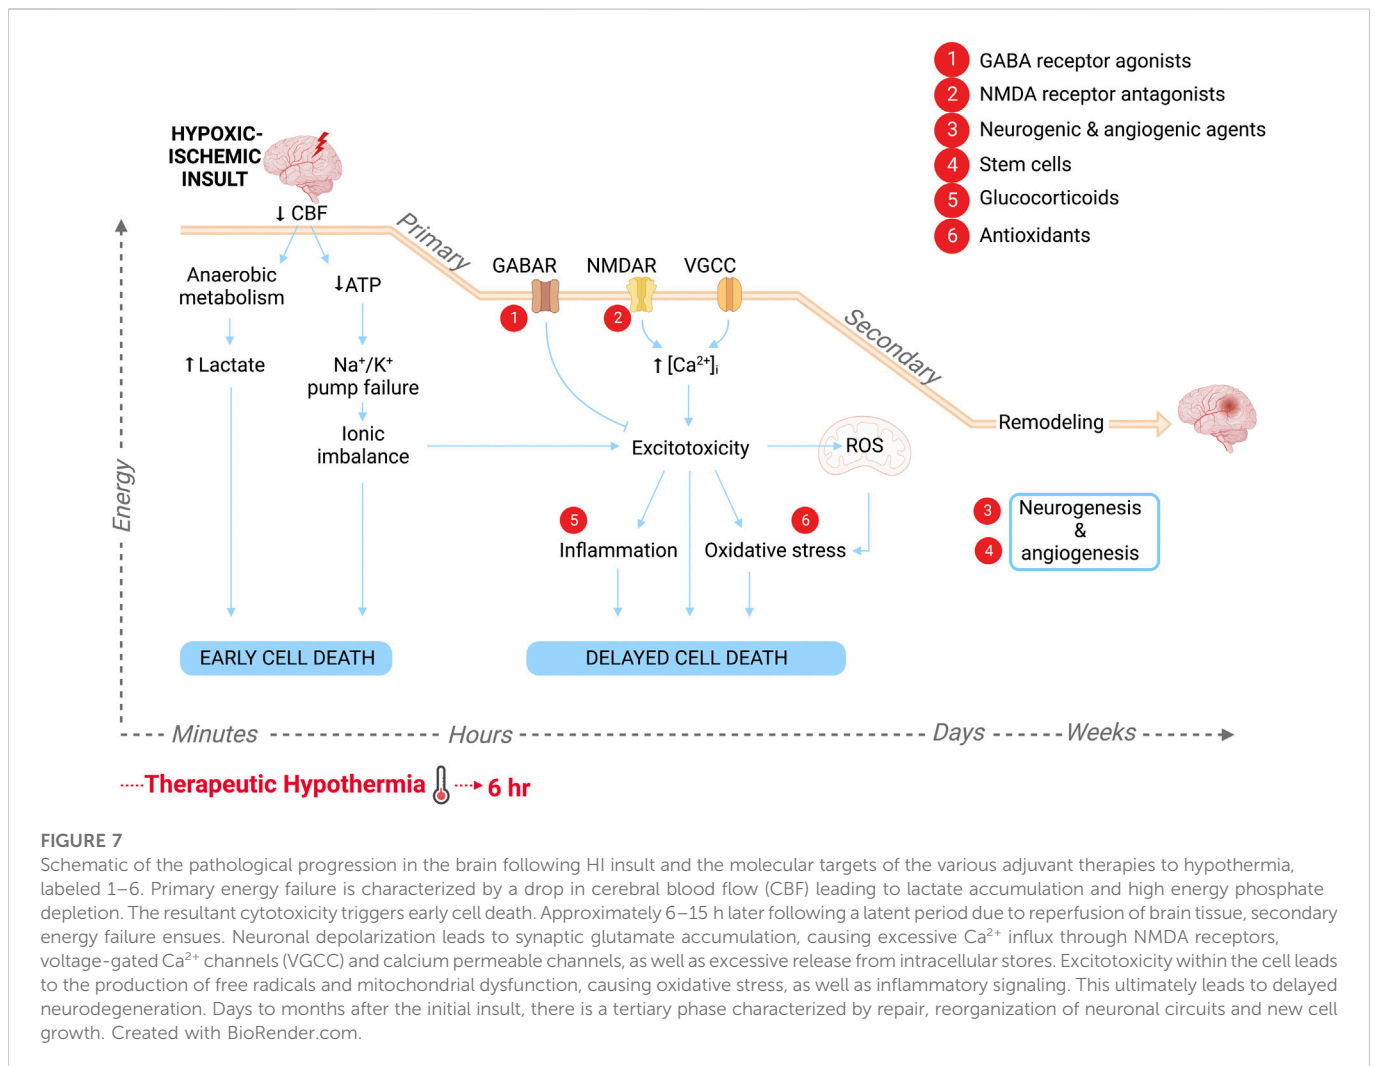 1 GABA receptor agonists
2 NMDA receptor antagonists
3 Neurogenic & angiogenic agents
4 Stem cells
5 Glucocorticoids
6 Antioxidants
HYPOXIC-
ISCHEMIC
INSULT
↓ CBF
Primary
Anaerobic
metabolism
↓ATP
GABAR
NMDAR
VGCC
1
2
Secondary
↑ Lactate
Na⁺/K⁺
pump failure
↑ [Ca²⁺]ᵢ
Ionic
imbalance
Excitotoxicity
ROS
Remodeling
Energy
5
6
Inflammation
Oxidative stress
3
4
Neurogenesis
&
angiogenesis
EARLY CELL DEATH
DELAYED CELL DEATH
Minutes
Hours
Days
Weeks
Therapeutic Hypothermia
6 hr
FIGURE 7
Schematic of the pathological progression in the brain following HI insult and the molecular targets of the various adjuvant therapies to hypothermia,
labeled 1–6. Primary energy failure is characterized by a drop in cerebral blood flow (CBF) leading to lactate accumulation and high energy phosphate
depletion. The resultant cytotoxicity triggers early cell death. Approximately 6–15 h later following a latent period due to reperfusion of brain tissue, secondary
energy failure ensues. Neuronal depolarization leads to synaptic glutamate accumulation, causing excessive Ca²⁺ influx through NMDA receptors,
voltage-gated Ca²⁺ channels (VGCC) and calcium permeable channels, as well as excessive release from intracellular stores. Excitotoxicity within the cell leads
to the production of free radicals and mitochondrial dysfunction, causing oxidative stress, as well as inflammatory signaling. This ultimately leads to delayed
neurodegeneration. Days to months after the initial insult, there is a tertiary phase characterized by repair, reorganization of neuronal circuits and new cell
growth. Created with BioRender.com.